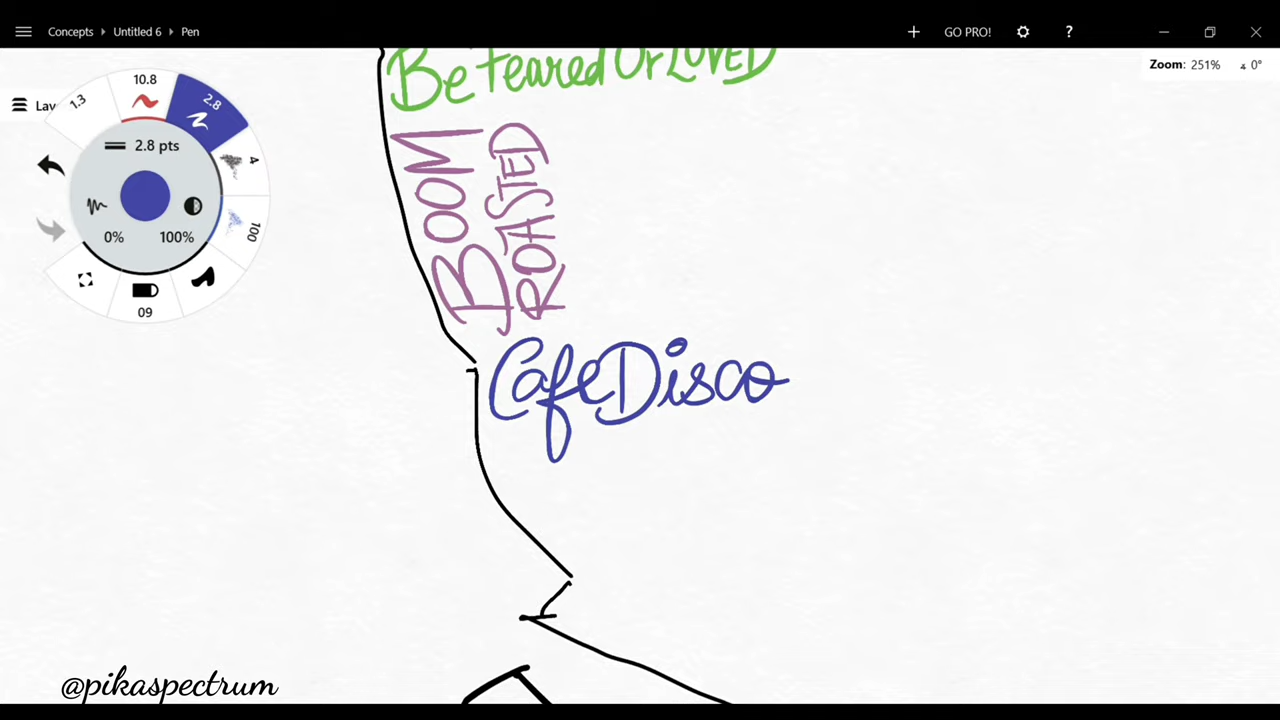 Concepts Untitled 6 Pen
GO PRO! ?
Zoom: 251% 0°
Lay
1.3
10.8
2.8
4
100
2.8 pts
0% 100%
09
Be Feared Or LOVED
BOOM
ROASTED
Cafe Disco
@pikaspectrum